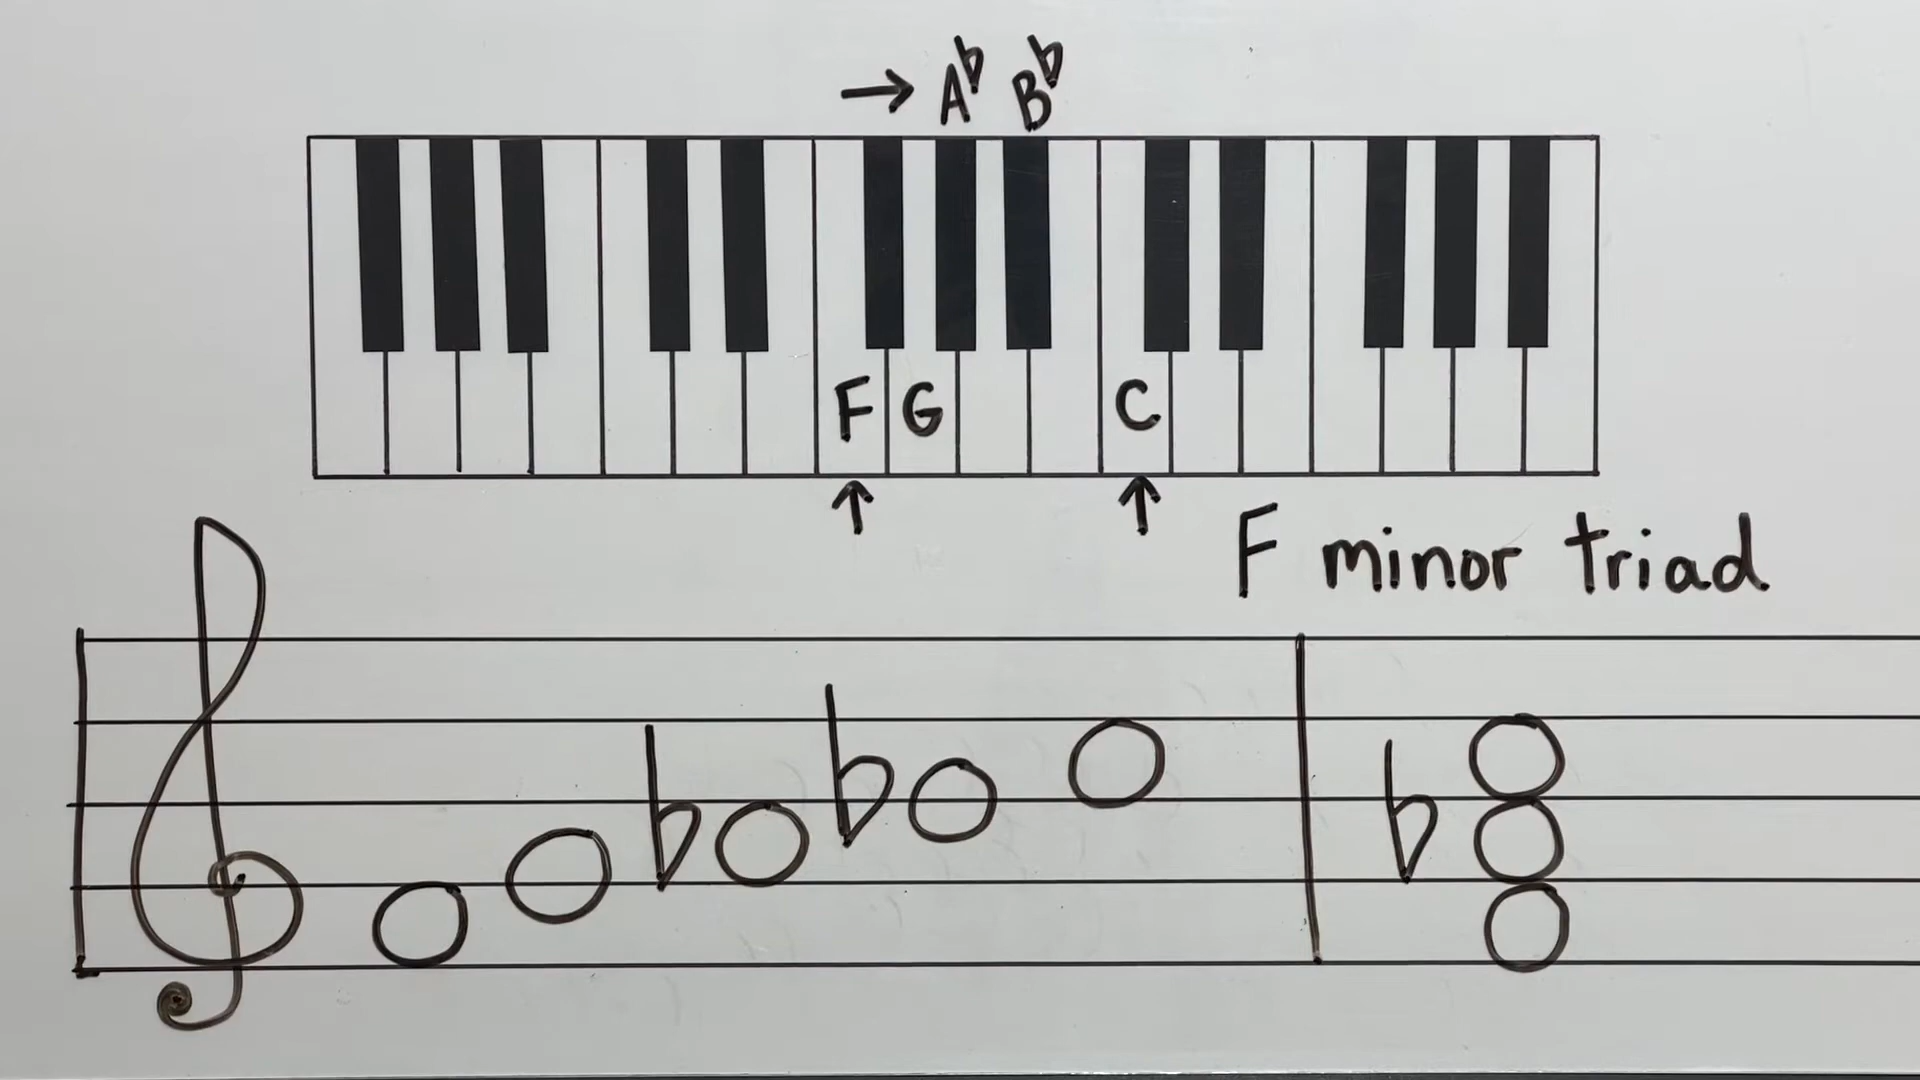 → A♭ B♭
F G C
↑ ↑
F minor triad